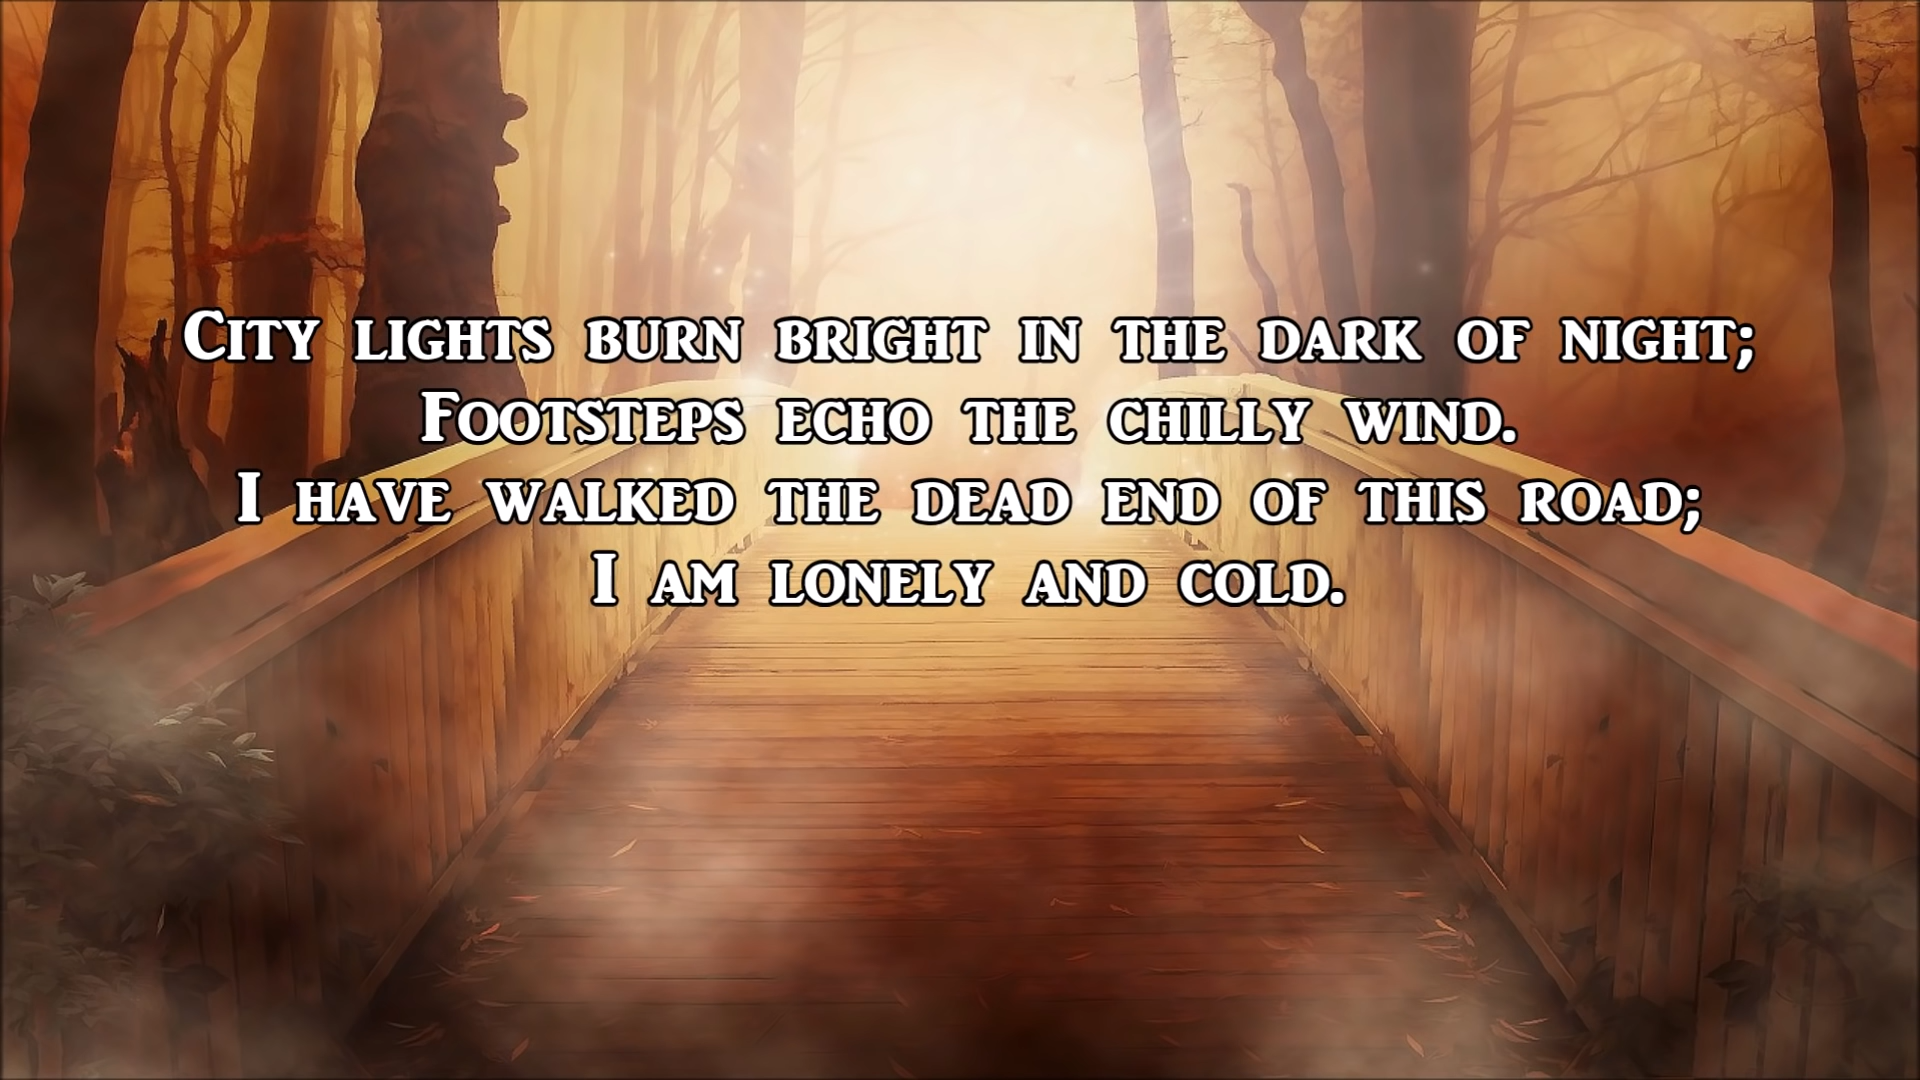 City lights burn bright in the dark of night;
Footsteps echo the chilly wind.
I have walked the dead end of this road;
I am lonely and cold.